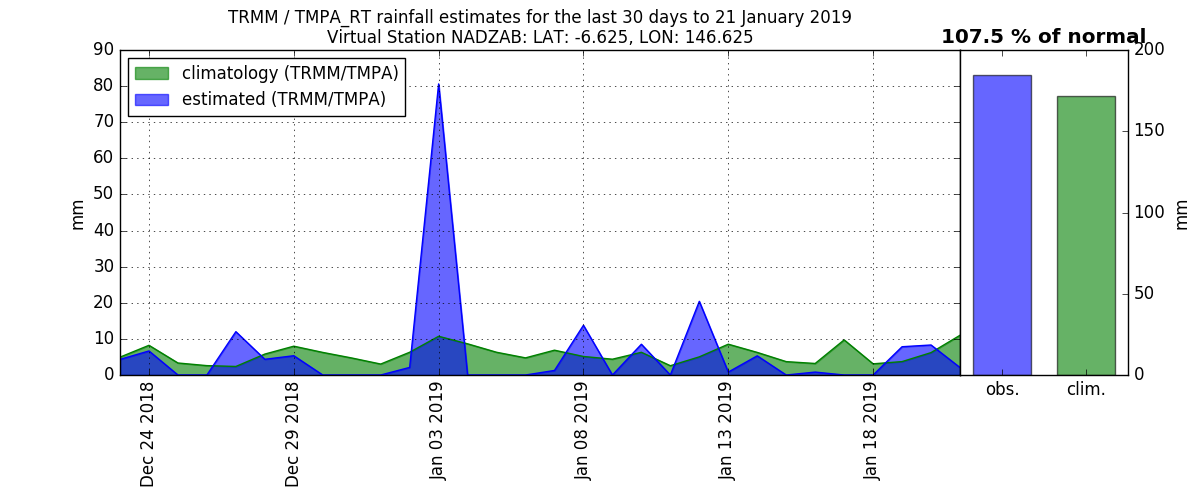 TRMM / TMPA_RT rainfall estimates for the last 30 days to 21 January 2019
Virtual Station NADZAB: LAT: -6.625, LON: 146.625
107.5 % of normal
climatology (TRMM/TMPA)
estimated (TRMM/TMPA)
90
80
70
60
50
40
30
20
10
0
mm
Dec 24 2018
Dec 29 2018
Jan 03 2019
Jan 08 2019
Jan 13 2019
Jan 18 2019
200
150
100
50
0
mm
obs.
clim.